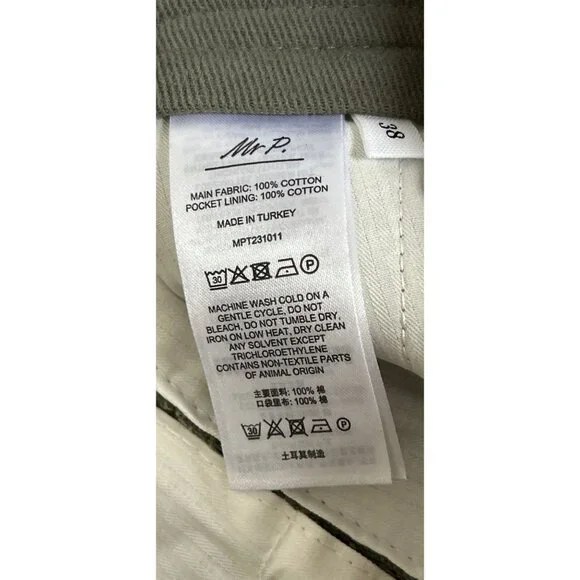 Mr P.
38
MAIN FABRIC: 100% COTTON
POCKET LINING: 100% COTTON
MADE IN TURKEY
MPT231011
30 P
MACHINE WASH COLD ON A
GENTLE CYCLE, DO NOT
BLEACH, DO NOT TUMBLE DRY,
IRON ON LOW HEAT, DRY CLEAN
ANY SOLVENT EXCEPT
TRICHLOROETHYLENE
CONTAINS NON-TEXTILE PARTS
OF ANIMAL ORIGIN
主要面料: 100% 棉
口袋里布: 100% 棉
30 P
土耳其制造